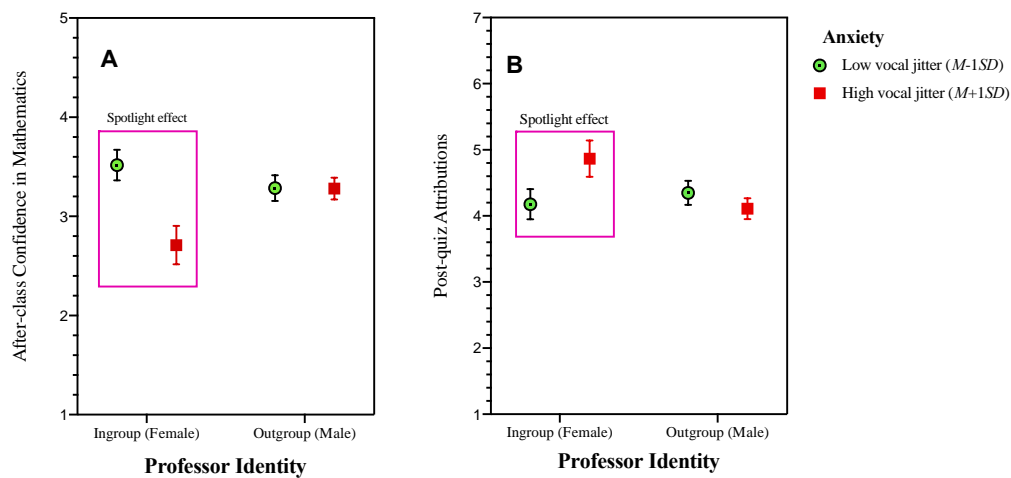 A
After-class Confidence in Mathematics
5
4
3
2
1
Spotlight effect
Ingroup (Female)
Outgroup (Male)
Professor Identity
B
Post-quiz Attributions
7
6
5
4
3
2
1
Spotlight effect
Ingroup (Female)
Outgroup (Male)
Professor Identity
Anxiety
Low vocal jitter (M-1SD)
High vocal jitter (M+1SD)